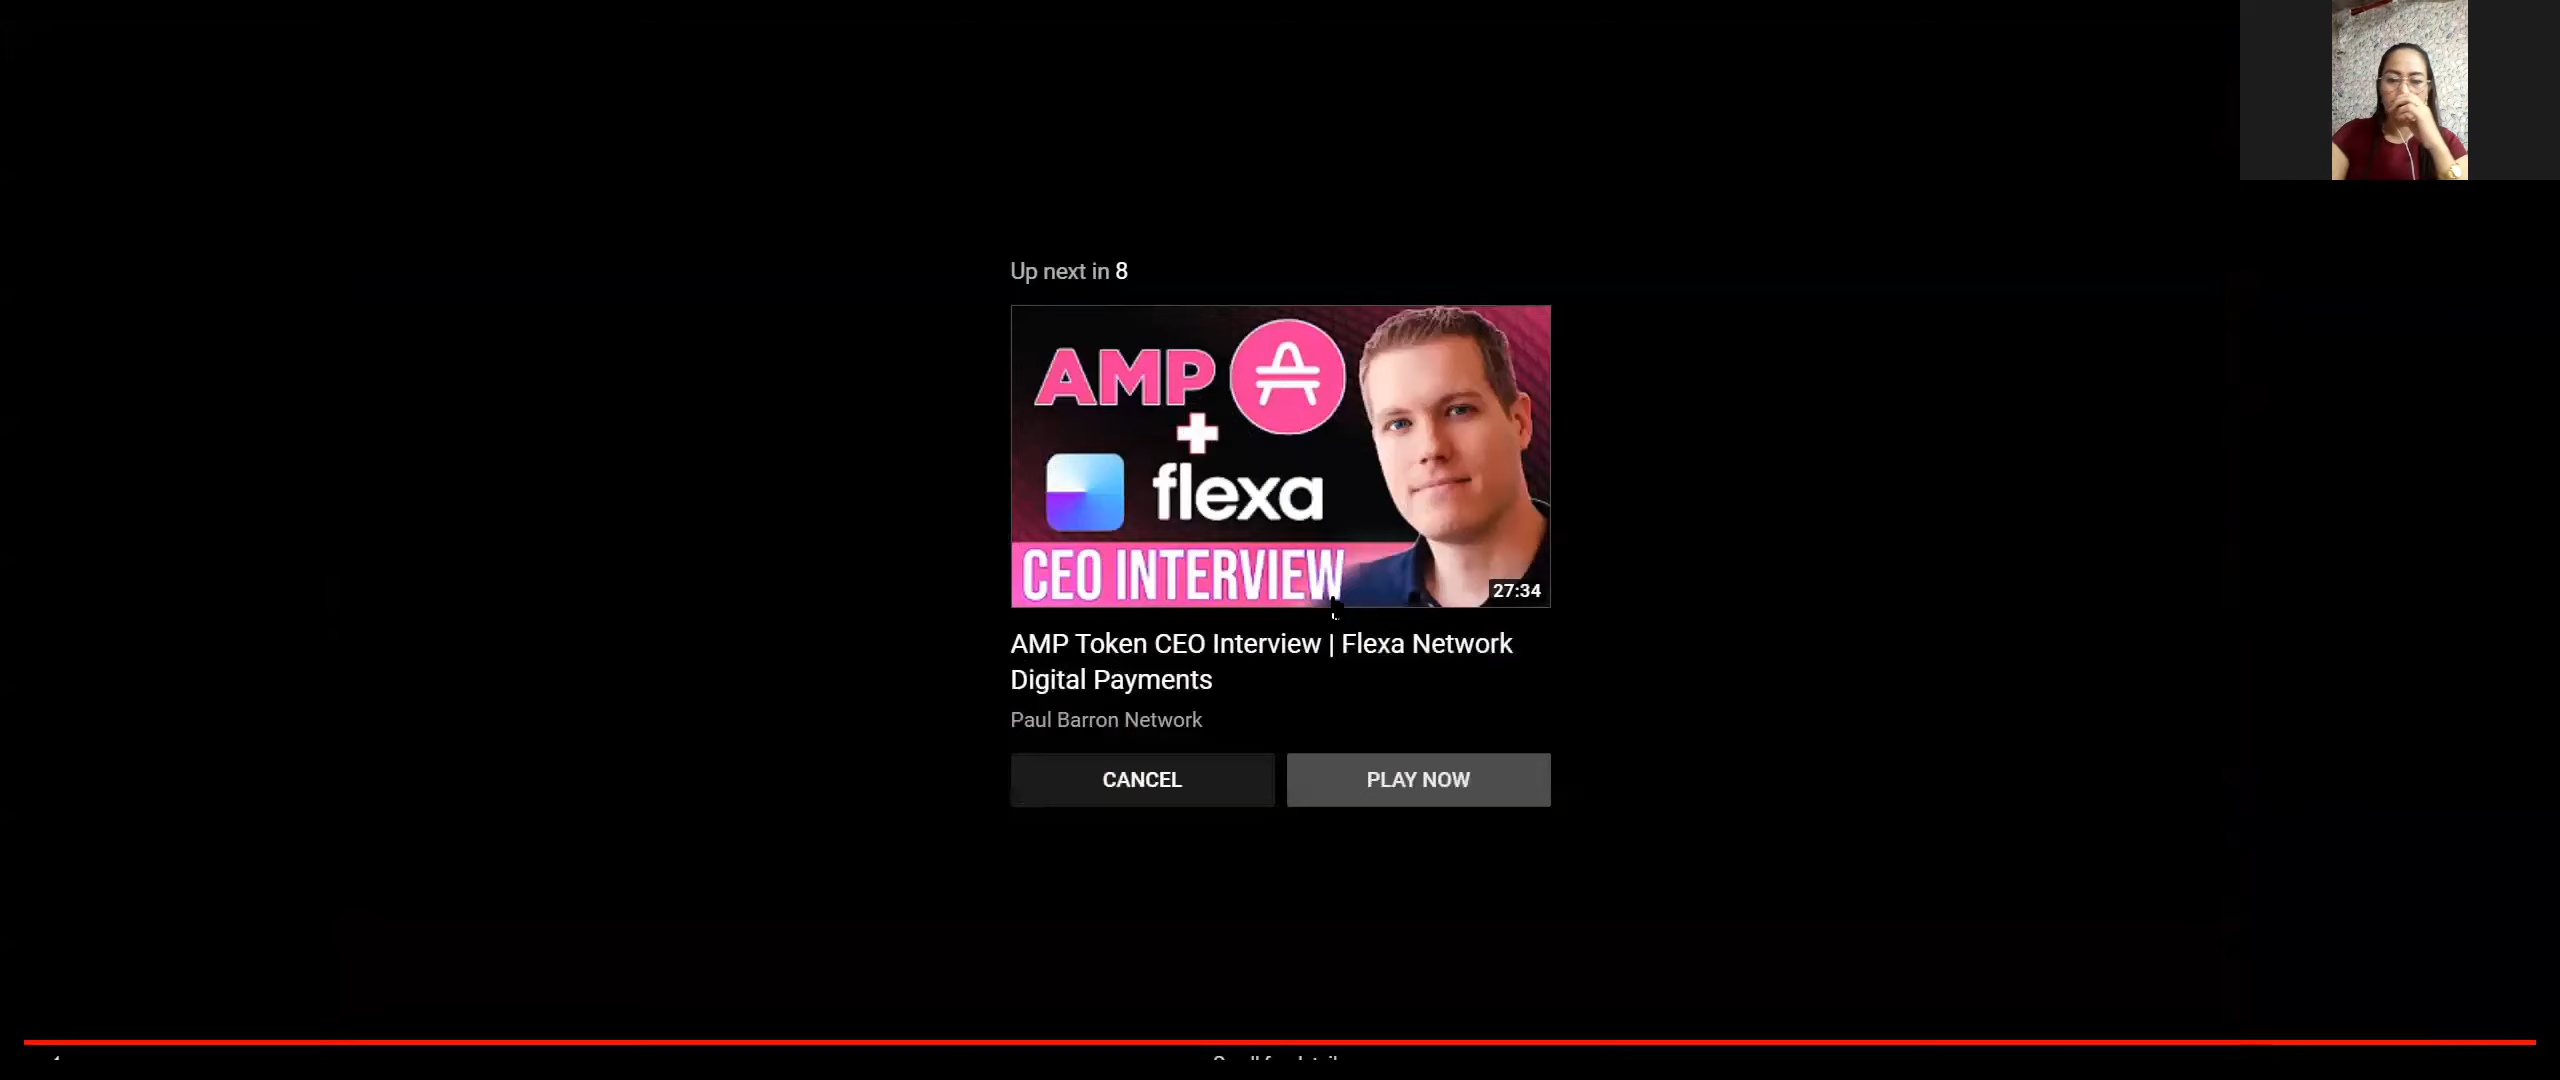 Up next in 8
AMP
+
flexa
CEO INTERVIEW
27:34
AMP Token CEO Interview | Flexa Network
Digital Payments
Paul Barron Network
CANCEL
PLAY NOW